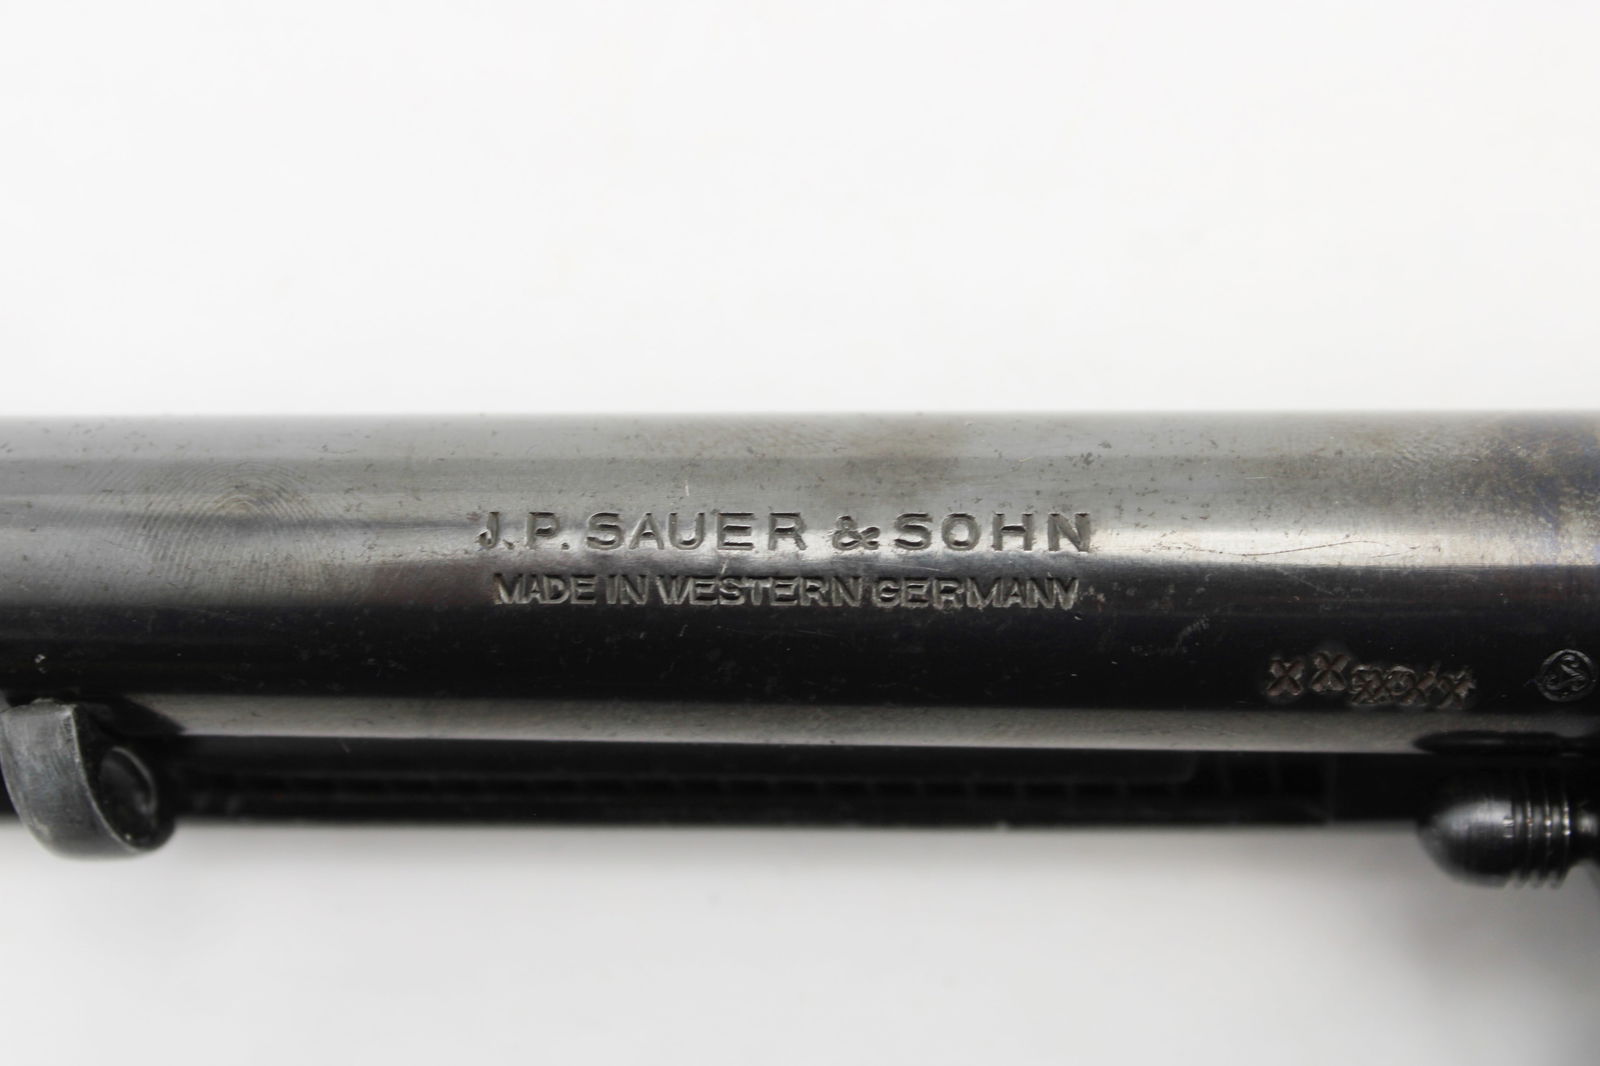 J.P. SAUER & SOHN
MADE IN WESTERN GERMANY